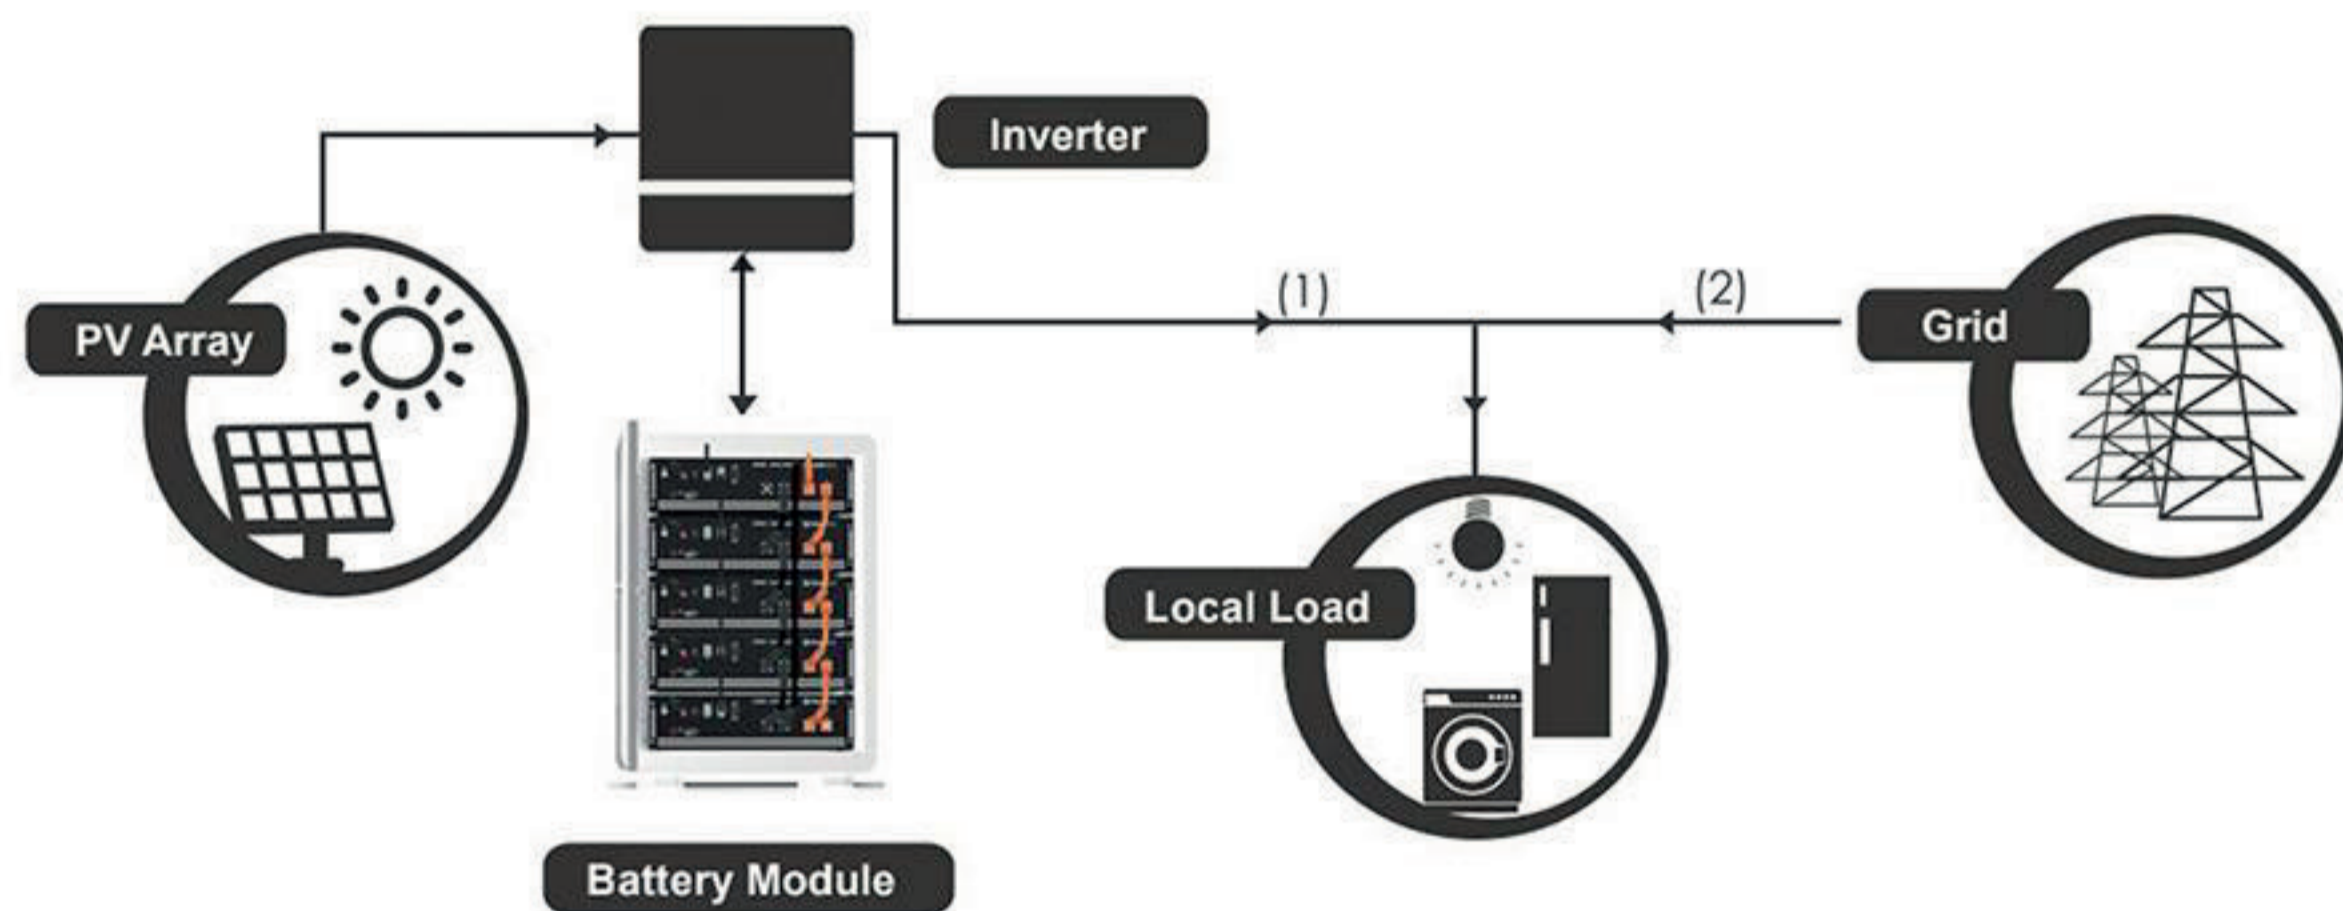 Inverter
(1)
(2)
PV Array
Grid
Local Load
Battery Module